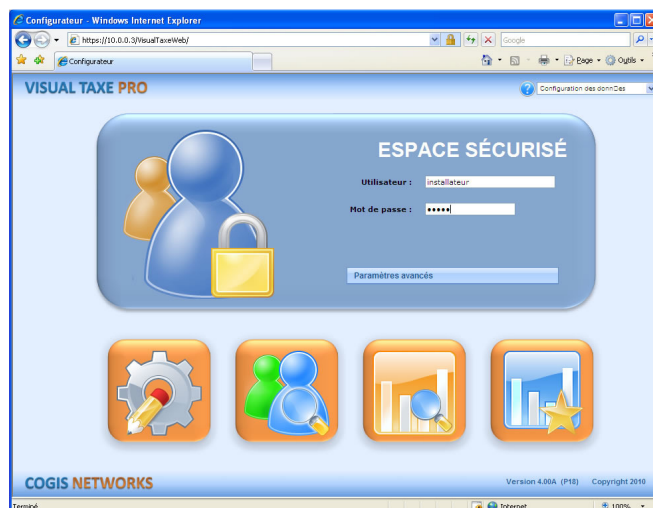 Configurateur - Windows Internet Explorer
https://10.0.0.3/VisualTaxeWeb/
Google
Configurateur
Page
Outils
VISUAL TAXE PRO
Configuration des donnÚes
ESPACE SÉCURISÉ
Utilisateur :
installateur
Mot de passe :
Paramètres avancés
COGIS NETWORKS
Version 4.00A (P18) Copyright 2010
Terminé
Internet
100%